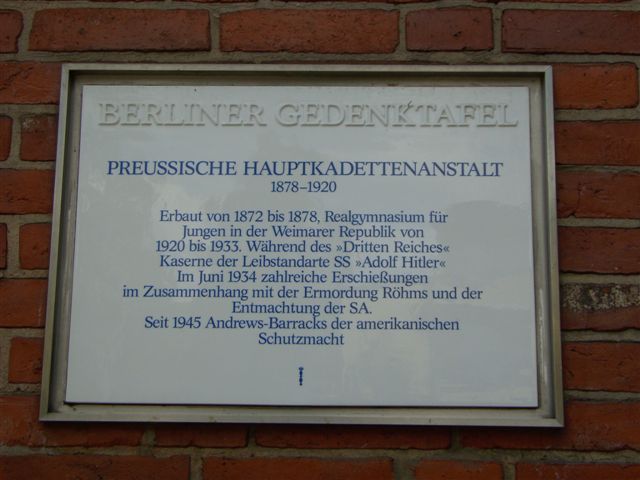 BERLINER GEDENKTAFEL
PREUSSISCHE HAUPTKADETTENANSTALT
1878–1920
Erbaut von 1872 bis 1878, Realgymnasium für
Jungen in der Weimarer Republik von
1920 bis 1933. Während des »Dritten Reiches«
Kaserne der Leibstandarte SS »Adolf Hitler«
Im Juni 1934 zahlreiche Erschießungen
im Zusammenhang mit der Ermordung Röhms und der
Entmachtung der SA.
Seit 1945 Andrews-Barracks der amerikanischen
Schutzmacht